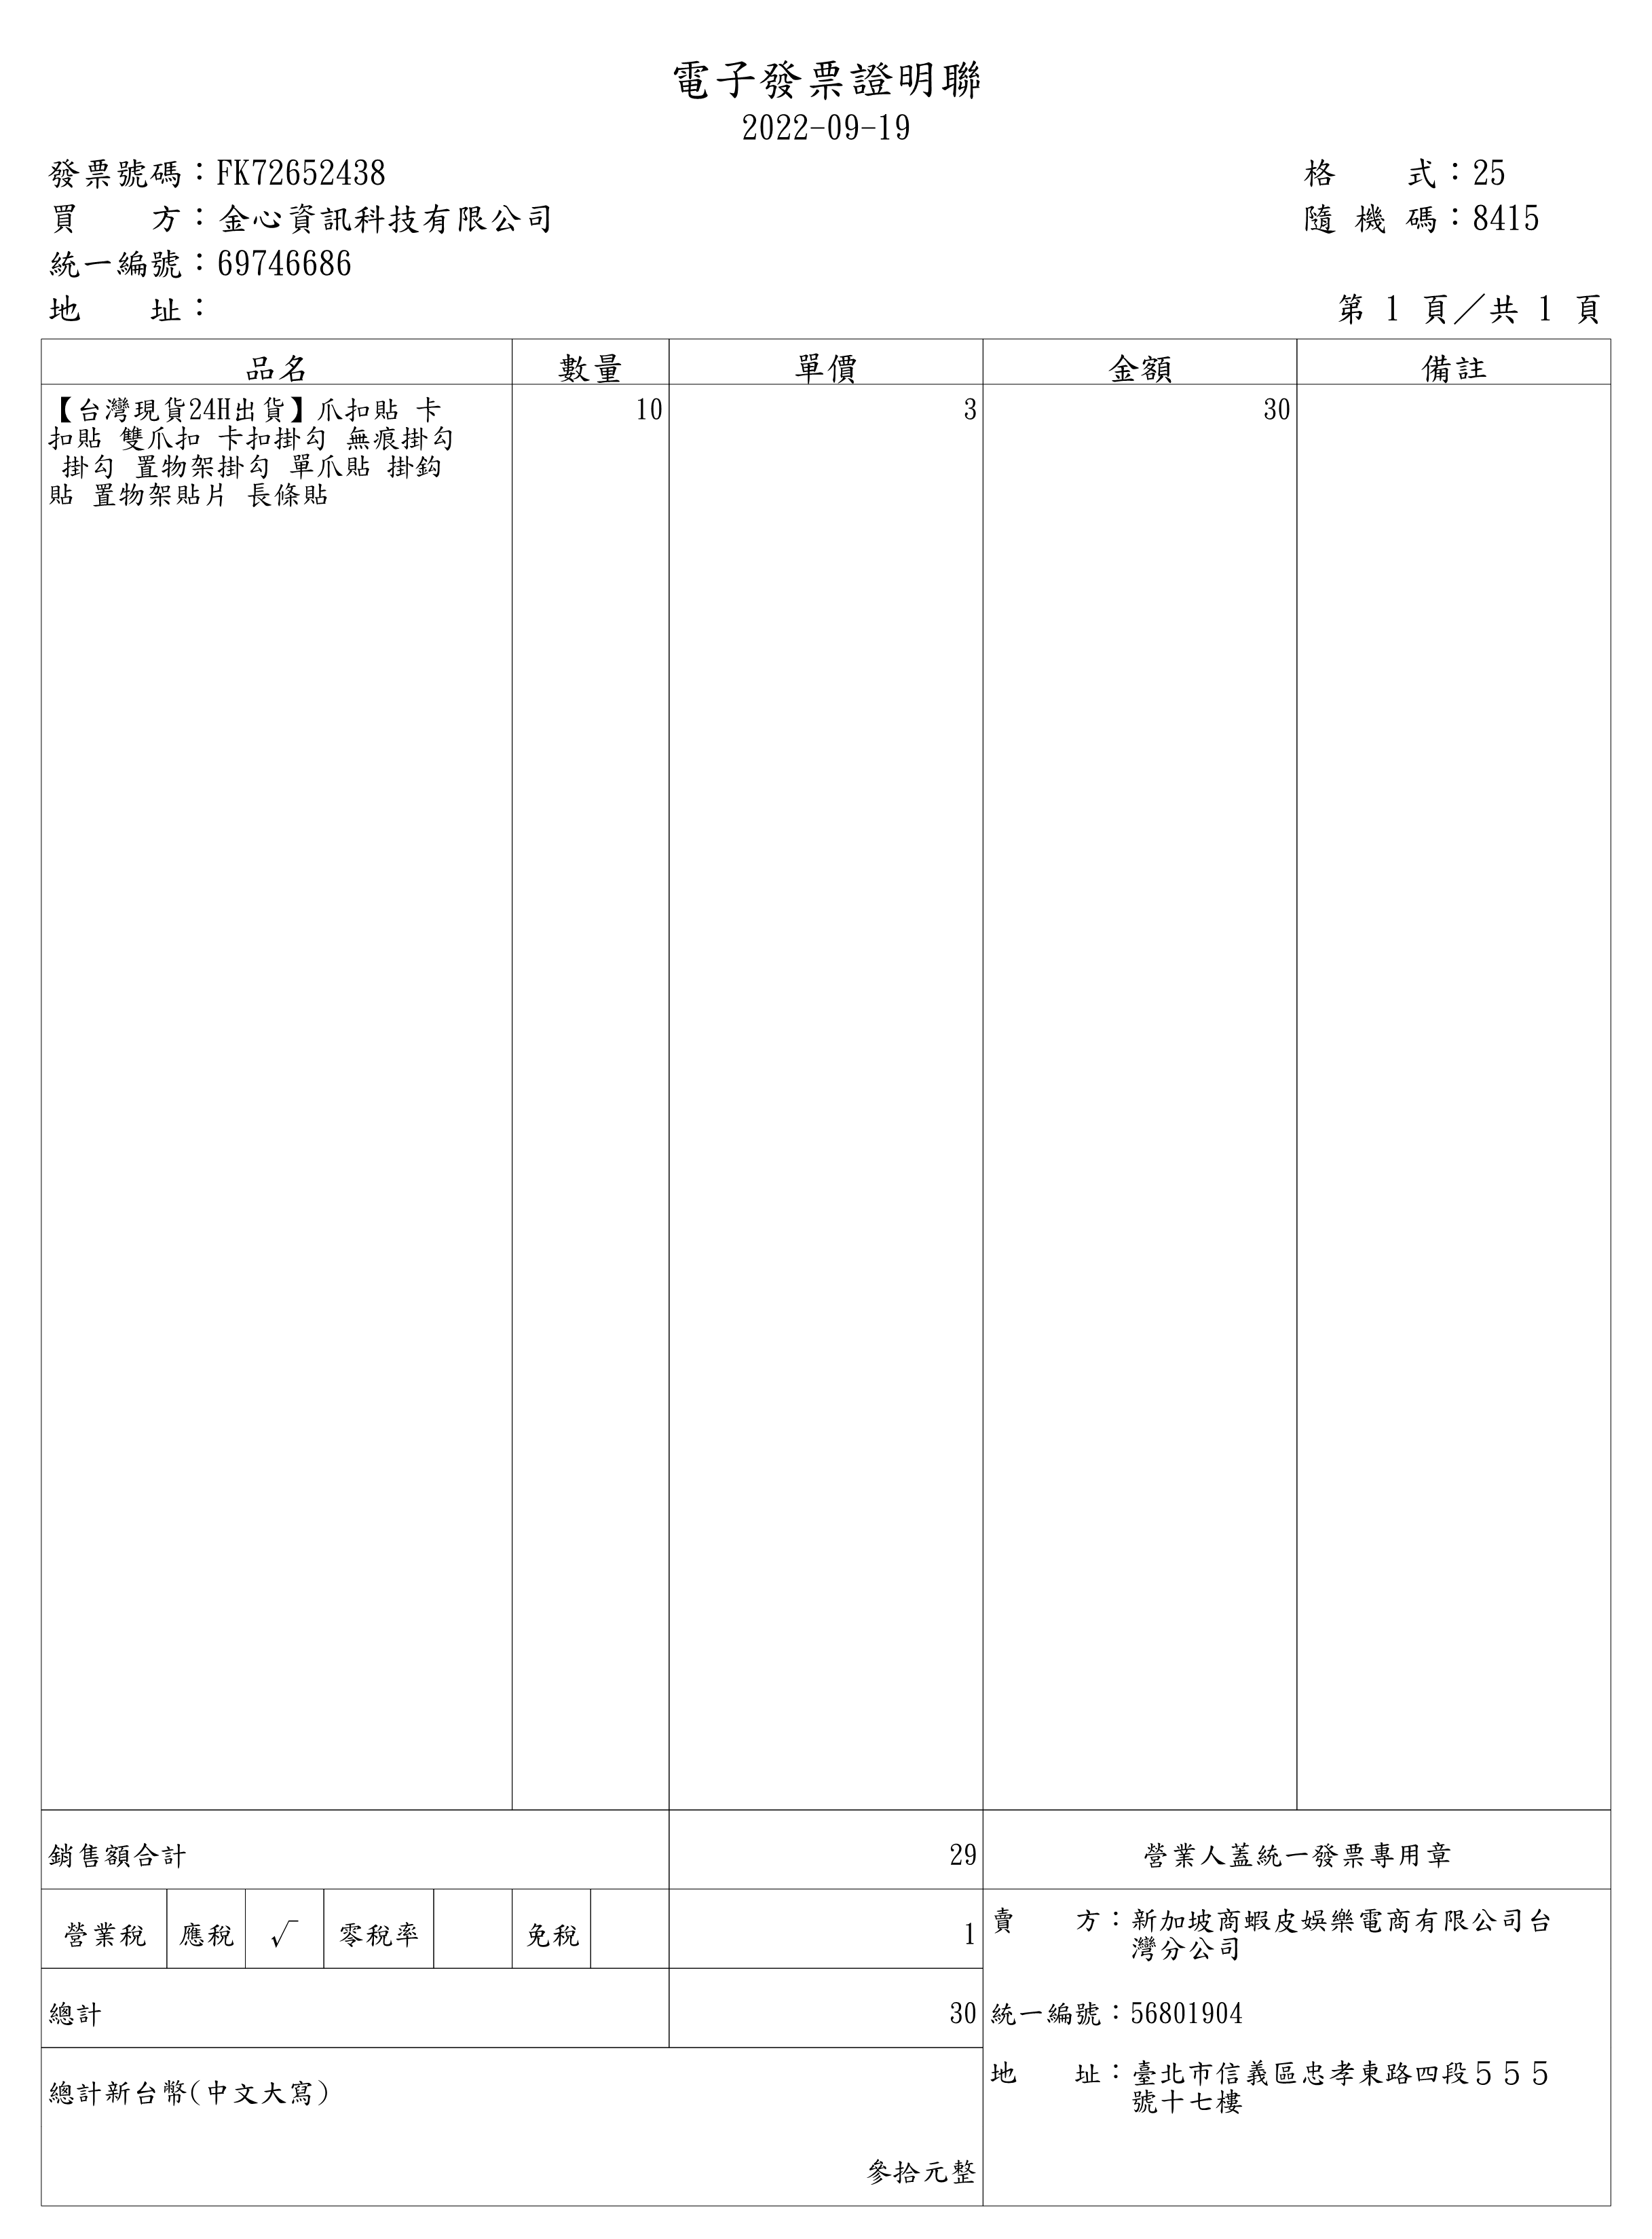 電子發票證明聯
2022-09-19
發票號碼：FK72652438
格　　式：25
買　　方：金心資訊科技有限公司
隨 機 碼：8415
統一編號：69746686
地　　址：
第 1 頁／共 1 頁
品名 數量 單價 金額 備註
【台灣現貨24H出貨】爪扣貼 卡 10 3 30
扣貼 雙爪扣 卡扣掛勾 無痕掛勾
掛勾 置物架掛勾 單爪貼 掛鈎
貼 置物架貼片 長條貼
銷售額合計 29
營業人蓋統一發票專用章
營業稅 應稅 √ 零稅率 免稅 1
總計 30
總計新台幣(中文大寫)
參拾元整
賣　　方：新加坡商蝦皮娛樂電商有限公司台
灣分公司
統一編號：56801904
地　　址：臺北市信義區忠孝東路四段５５５
號十七樓